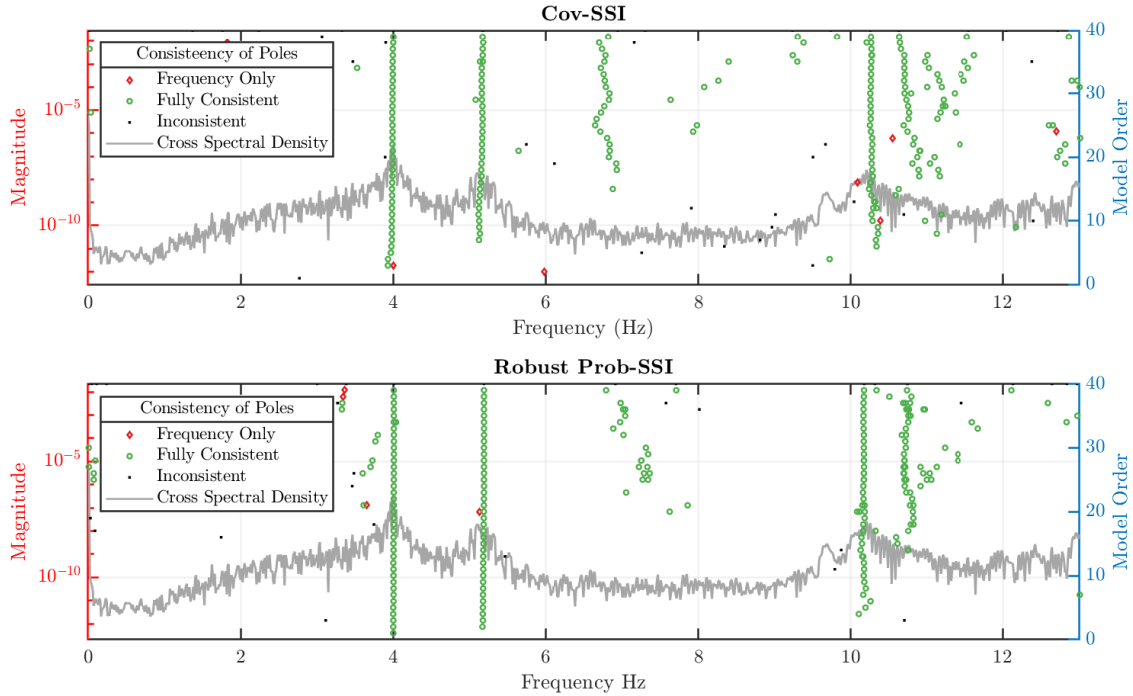 Cov-SSI
Consisteency of Poles
Frequency Only
Fully Consistent
Inconsistent
Cross Spectral Density
Magnitude
10^-5
10^-10
Model Order
40
30
20
10
0
0 2 4 6 8 10 12
Frequency (Hz)
Robust Prob-SSI
Consistency of Poles
Frequency Only
Fully Consistent
Inconsistent
Cross Spectral Density
Magnitude
10^-5
10^-10
Model Order
40
30
20
10
0
0 2 4 6 8 10 12
Frequency Hz